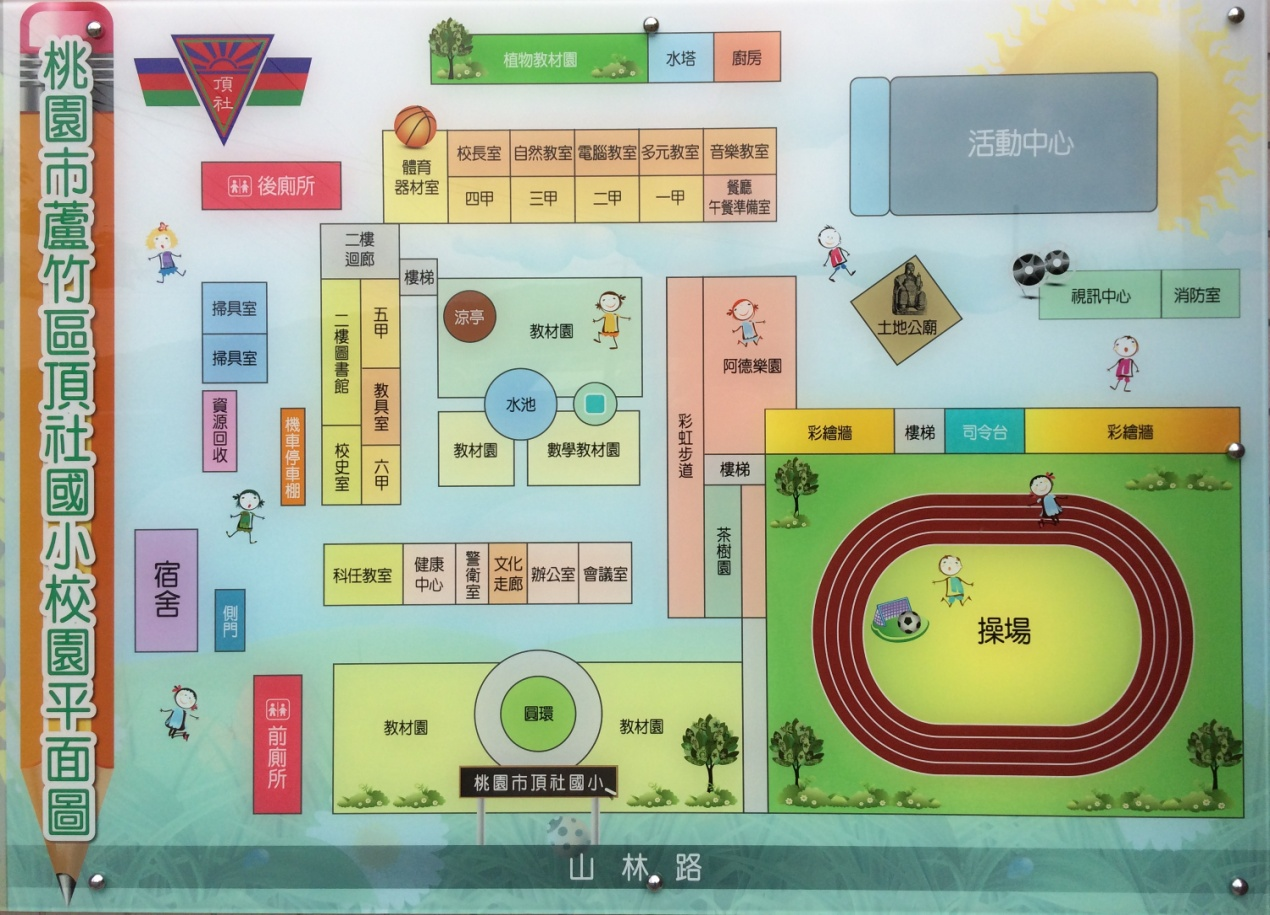 桃園市蘆竹區頂社國小校園平面圖
頂
社
植物教材園
水塔
廚房
活動中心
後廁所
體育
器材室
校長室
自然教室
電腦教室
多元教室
音樂教室
四甲
三甲
二甲
一甲
餐廳
午餐準備室
二樓
迴廊
樓梯
掃具室
掃具室
資源回收
機車停車棚
二樓圖書館
校史室
五甲
教具室
六甲
涼亭
教材園
水池
教材園
數學教材園
彩虹步道
阿德樂園
樓梯
茶樹園
土地公廟
視訊中心
消防室
彩繪牆
樓梯
司令台
彩繪牆
操場
宿舍
側門
科任教室
健康
中心
警衛室
文化
走廊
辦公室
會議室
前廁所
教材園
圓環
教材園
桃園市頂社國小
山林路